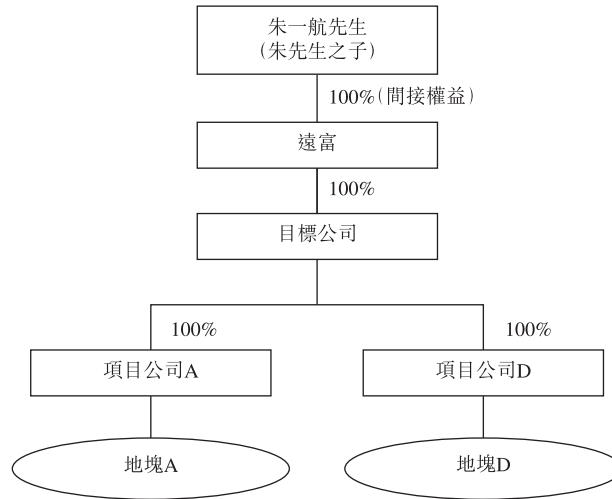 朱一航先生
(朱先生之子)
100%(間接權益)
遠富
100%
目標公司
100%
100%
項目公司A
項目公司D
地塊A
地塊D